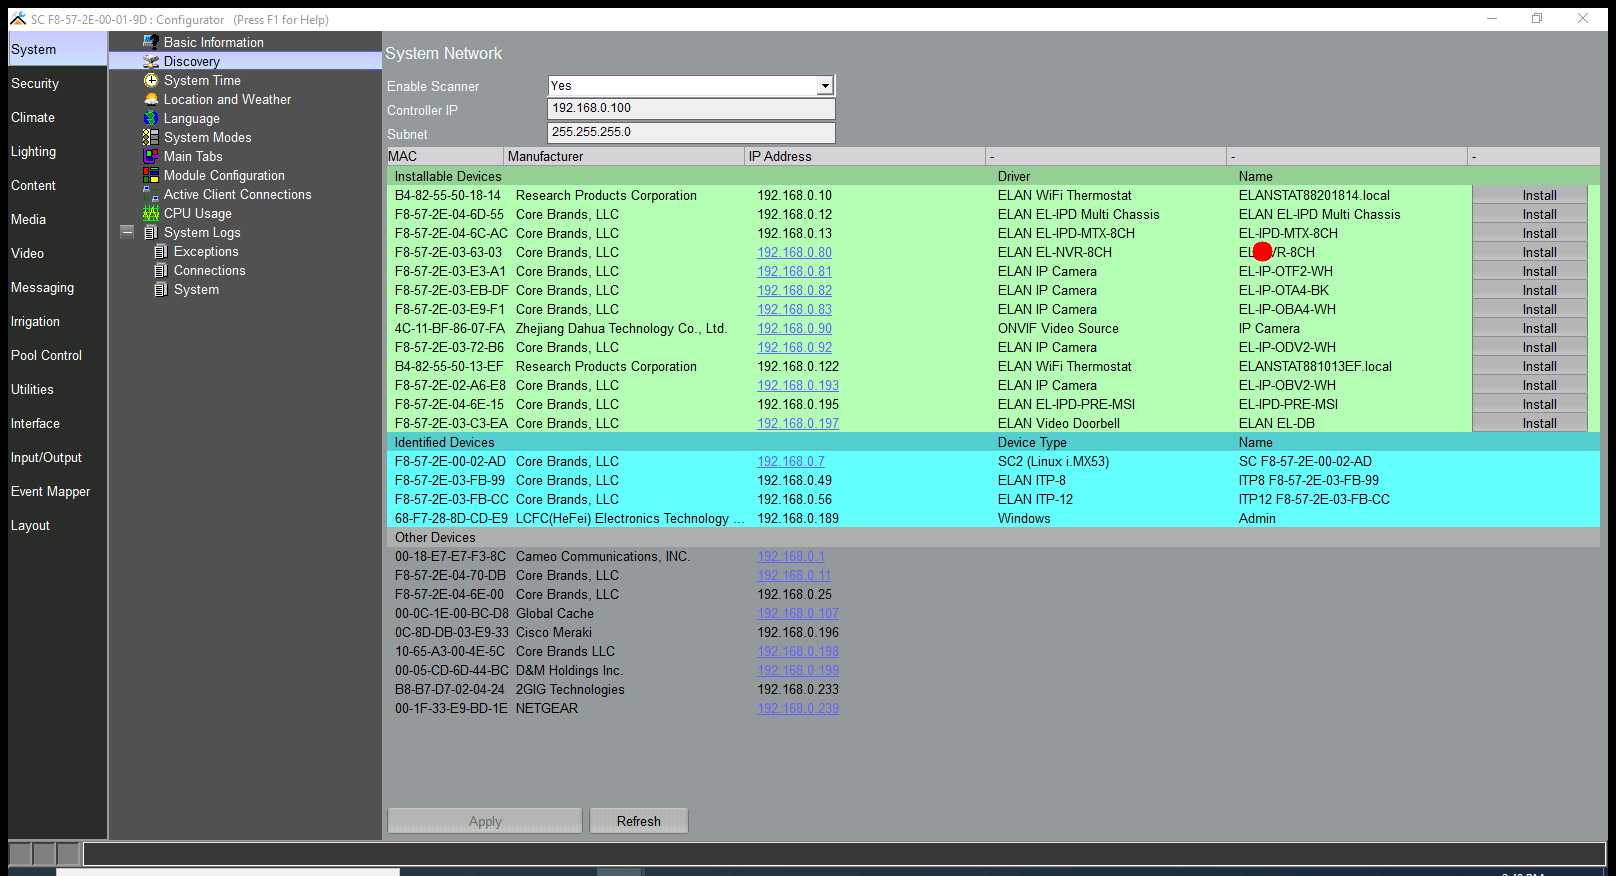 SC F8-57-2E-00-01-9D : Configurator (Press F1 for Help)
System
Security
Climate
Lighting
Content
Media
Video
Messaging
Irrigation
Pool Control
Utilities
Interface
Input/Output
Event Mapper
Layout
Basic Information
Discovery
System Time
Location and Weather
Language
System Modes
Main Tabs
Module Configuration
Active Client Connections
CPU Usage
System Logs
Exceptions
Connections
System
System Network
Enable Scanner Yes
Controller IP 192.168.0.100
Subnet 255.255.255.0
MAC Manufacturer IP Address - - -
Installable Devices Driver Name
B4-82-55-50-18-14 Research Products Corporation 192.168.0.10 ELAN WiFi Thermostat ELANSTAT88201814.local Install
F8-57-2E-04-6D-55 Core Brands, LLC 192.168.0.12 ELAN EL-IPD Multi Chassis ELAN EL-IPD Multi Chassis Install
F8-57-2E-04-6C-AC Core Brands, LLC 192.168.0.13 ELAN EL-IPD-MTX-8CH EL-IPD-MTX-8CH Install
F8-57-2E-03-63-03 Core Brands, LLC 192.168.0.80 ELAN EL-NVR-8CH EL VR-8CH Install
F8-57-2E-03-E3-A1 Core Brands, LLC 192.168.0.81 ELAN IP Camera EL-IP-OTF2-WH Install
F8-57-2E-03-EB-DF Core Brands, LLC 192.168.0.82 ELAN IP Camera EL-IP-OTA4-BK Install
F8-57-2E-03-E9-F1 Core Brands, LLC 192.168.0.83 ELAN IP Camera EL-IP-OBA4-WH Install
4C-11-BF-86-07-FA Zhejiang Dahua Technology Co., Ltd. 192.168.0.90 ONVIF Video Source IP Camera Install
F8-57-2E-03-72-B6 Core Brands, LLC 192.168.0.92 ELAN IP Camera EL-IP-ODV2-WH Install
B4-82-55-50-13-EF Research Products Corporation 192.168.0.122 ELAN WiFi Thermostat ELANSTAT881013EF.local Install
F8-57-2E-02-A6-E8 Core Brands, LLC 192.168.0.193 ELAN IP Camera EL-IP-OBV2-WH Install
F8-57-2E-04-6E-15 Core Brands, LLC 192.168.0.195 ELAN EL-IPD-PRE-MSI EL-IPD-PRE-MSI Install
F8-57-2E-03-C3-EA Core Brands, LLC 192.168.0.197 ELAN Video Doorbell ELAN EL-DB Install
Identified Devices Device Type Name
F8-57-2E-00-02-AD Core Brands, LLC 192.168.0.7 SC2 (Linux i.MX53) SC F8-57-2E-00-02-AD
F8-57-2E-03-FB-99 Core Brands, LLC 192.168.0.49 ELAN ITP-8 ITP8 F8-57-2E-03-FB-99
F8-57-2E-03-FB-CC Core Brands, LLC 192.168.0.56 ELAN ITP-12 ITP12 F8-57-2E-03-FB-CC
68-F7-28-8D-CD-E9 LCFC(HeFei) Electronics Technology ... 192.168.0.189 Windows Admin
Other Devices
00-18-E7-E7-F3-8C Cameo Communications, INC. 192.168.0.1
F8-57-2E-04-70-DB Core Brands, LLC 192.168.0.11
F8-57-2E-04-6E-00 Core Brands, LLC 192.168.0.25
00-0C-1E-00-BC-D8 Global Cache 192.168.0.107
0C-8D-DB-03-E9-33 Cisco Meraki 192.168.0.196
10-65-A3-00-4E-5C Core Brands LLC 192.168.0.198
00-05-CD-6D-44-BC D&M Holdings Inc. 192.168.0.199
B8-B7-D7-02-04-24 2GIG Technologies 192.168.0.233
00-1F-33-E9-BD-1E NETGEAR 192.168.0.239
Apply Refresh